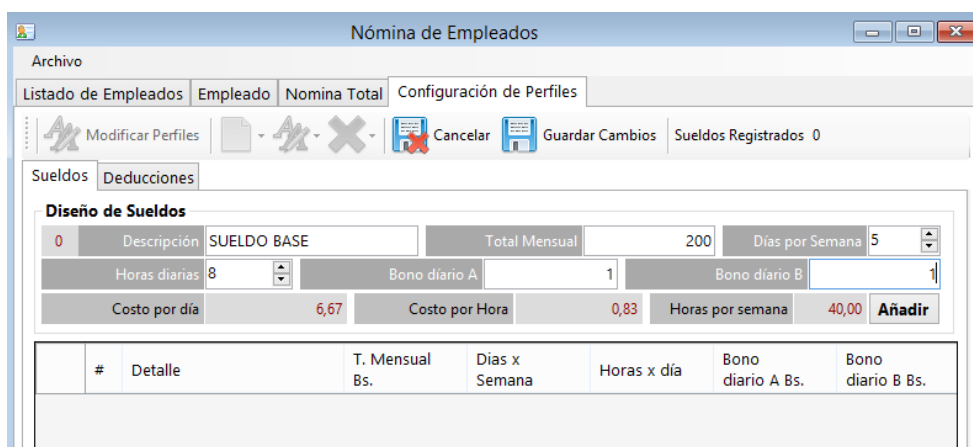 Nómina de Empleados
Archivo
Listado de Empleados Empleado Nomina Total Configuración de Perfiles
Modificar Perfiles Cancelar Guardar Cambios Sueldos Registrados 0
Sueldos Deducciones
Diseño de Sueldos
0 Descripción SUELDO BASE Total Mensual 200 Días por Semana 5
Horas diarias 8 Bono díario A 1 Bono díario B 1
Costo por día 6,67 Costo por Hora 0,83 Horas por semana 40,00 Añadir
# Detalle T. Mensual Bs. Dias x Semana Horas x día Bono diario A Bs. Bono diario B Bs.